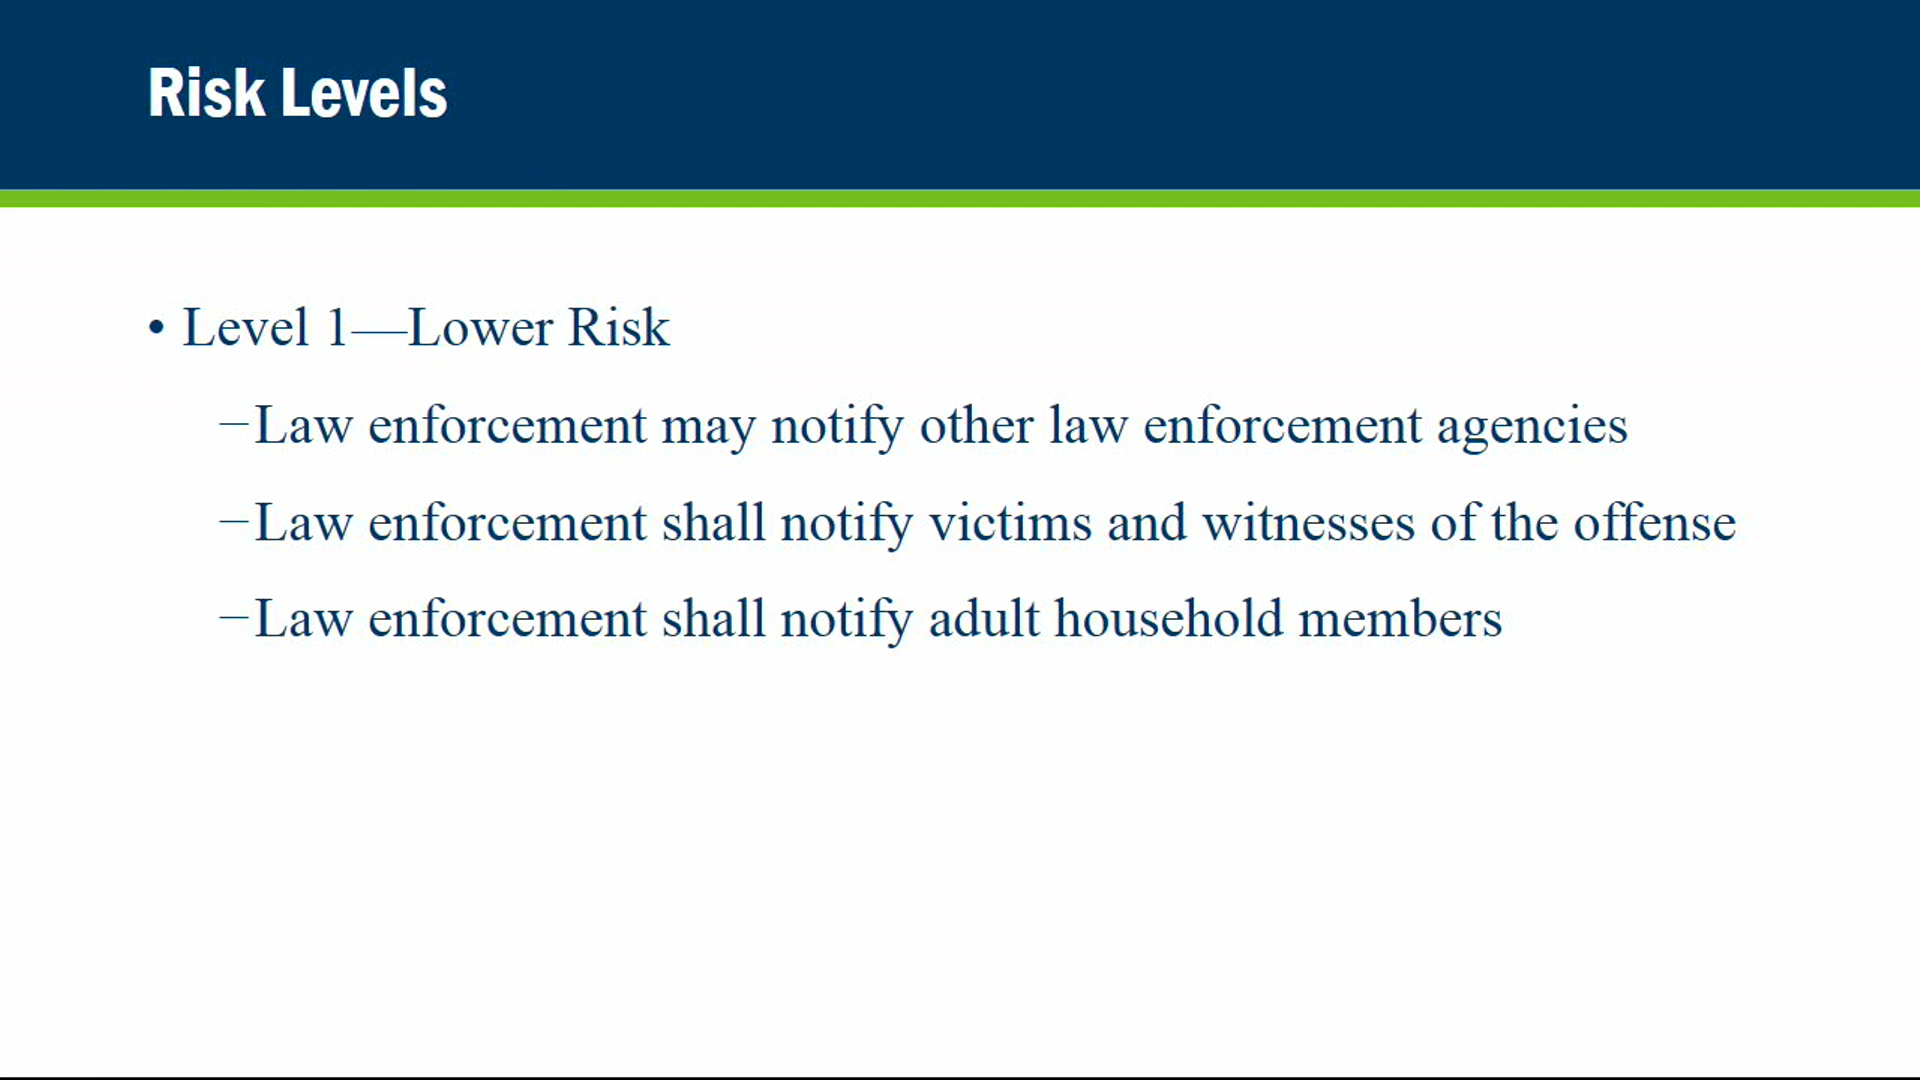 Risk Levels
• Level 1—Lower Risk
–Law enforcement may notify other law enforcement agencies
–Law enforcement shall notify victims and witnesses of the offense
–Law enforcement shall notify adult household members